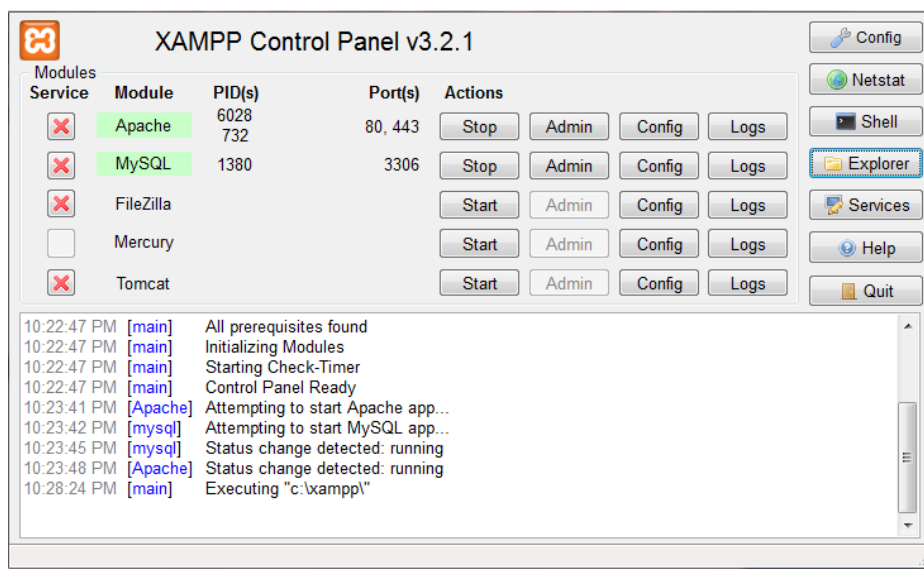 XAMPP Control Panel v3.2.1
Modules
Service Module PID(s) Port(s) Actions
Apache 6028 732 80, 443 Stop Admin Config Logs
MySQL 1380 3306 Stop Admin Config Logs
FileZilla Start Admin Config Logs
Mercury Start Admin Config Logs
Tomcat Start Admin Config Logs
Config
Netstat
Shell
Explorer
Services
Help
Quit
10:22:47 PM [main] All prerequisites found
10:22:47 PM [main] Initializing Modules
10:22:47 PM [main] Starting Check-Timer
10:22:47 PM [main] Control Panel Ready
10:23:41 PM [Apache] Attempting to start Apache app...
10:23:42 PM [mysql] Attempting to start MySQL app...
10:23:45 PM [mysql] Status change detected: running
10:23:48 PM [Apache] Status change detected: running
10:28:24 PM [main] Executing "c:\xampp\"